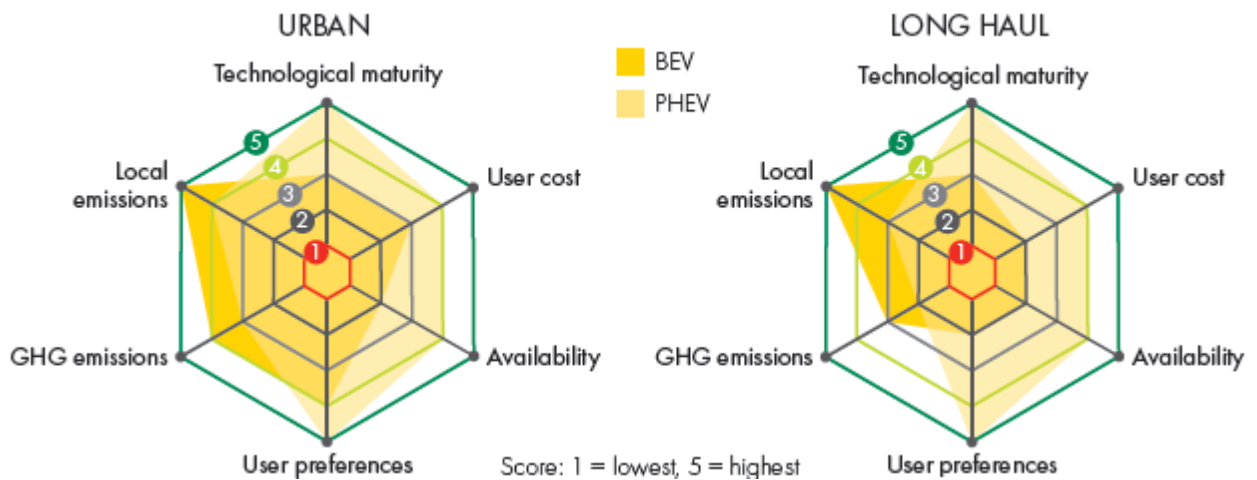 URBAN
Technological maturity
5
4
3
2
1
Local
emissions
User cost
GHG emissions
Availability
User preferences
BEV
PHEV
LONG HAUL
Technological maturity
5
4
3
2
1
Local
emissions
User cost
GHG emissions
Availability
User preferences
Score: 1 = lowest, 5 = highest